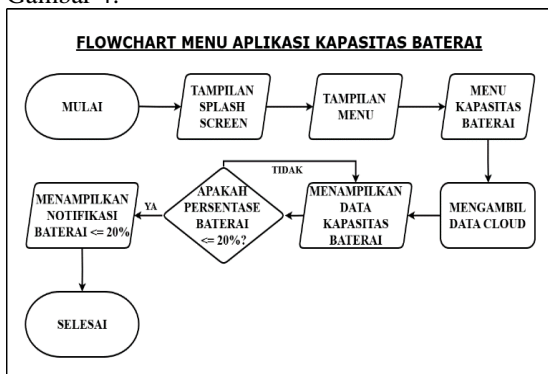 Gambar 4.
FLOWCHART MENU APLIKASI KAPASITAS BATERAI
MULAI
TAMPILAN
SPLASH
SCREEN
TAMPILAN
MENU
MENU
KAPASITAS
BATERAI
MENGAMBIL
DATA CLOUD
MENAMPILKAN
DATA
KAPASITAS
BATERAI
TIDAK
APAKAH
PERSENTASE
BATERAI
<= 20%?
YA
MENAMPILKAN
NOTIFIKASI
BATERAI <= 20%
SELESAI